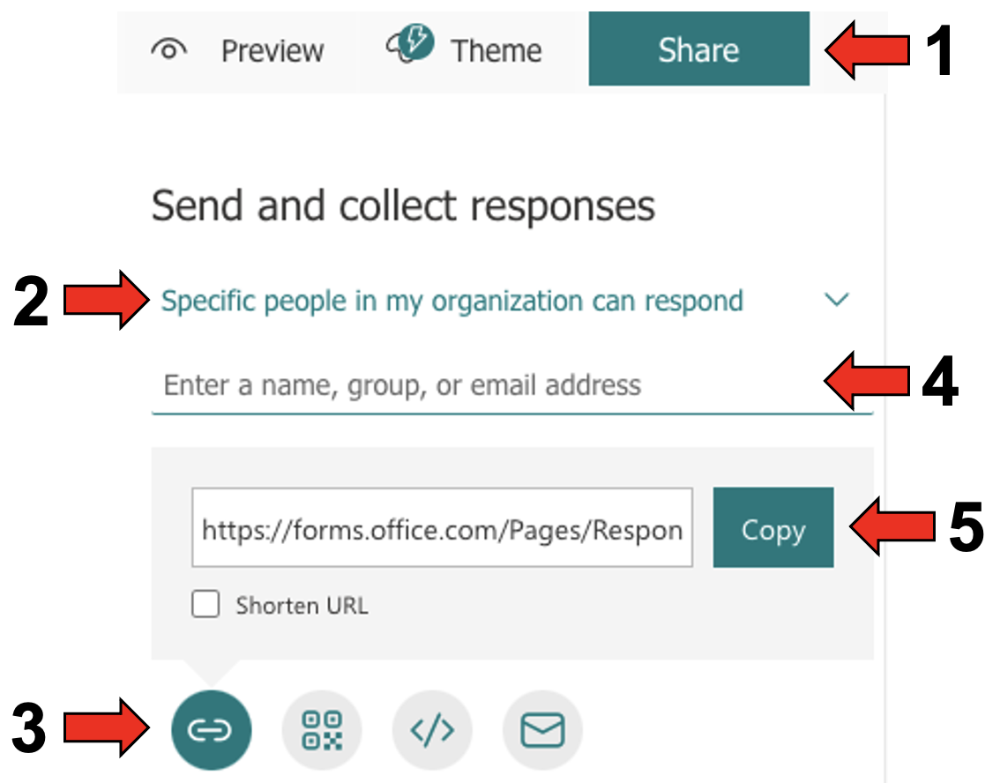 Preview Theme Share 1
Send and collect responses
2 Specific people in my organization can respond
Enter a name, group, or email address 4
https://forms.office.com/Pages/Respon Copy 5
Shorten URL
3